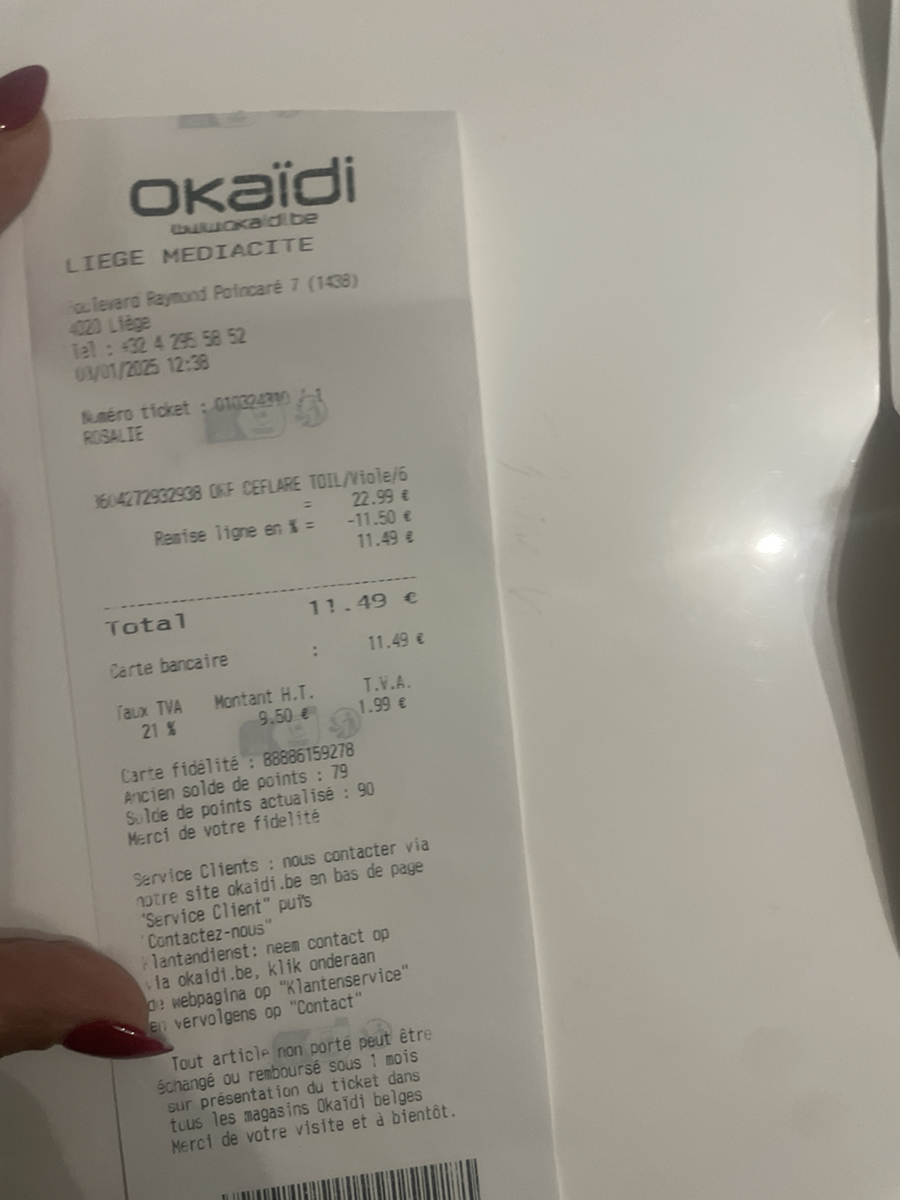 Okaïdi
www.okaidi.be
LIEGE MEDIACITE
Boulevard Raymond Poincaré 7 (1438)
4020 Liège
Tel : +32 4 295 58 52
03/01/2025 12:38
Numéro ticket :
ROSALIE
3604272932938 OKF CEFLARE TOIL/Viole/6
= 22.99 €
Remise ligne en % = -11.50 €
11.49 €
Total 11.49 €
Carte bancaire : 11.49 €
Taux TVA Montant H.T. T.V.A.
21 % 9.50 € 1.99 €
Carte fidélité : 88886159278
Ancien solde de points : 79
Solde de points actualisé : 90
Merci de votre fidelité
Service Clients : nous contacter via
notre site okaidi.be en bas de page
"Service Client" puis
"Contactez-nous"
Klantendienst: neem contact op
via okaidi.be, klik onderaan
de webpagina op "Klantenservice"
en vervolgens op "Contact"
Tout article non porté peut être
échangé ou remboursé sous 1 mois
sur présentation du ticket dans
tous les magasins Okaïdi belges
Merci de votre visite et à bientôt.